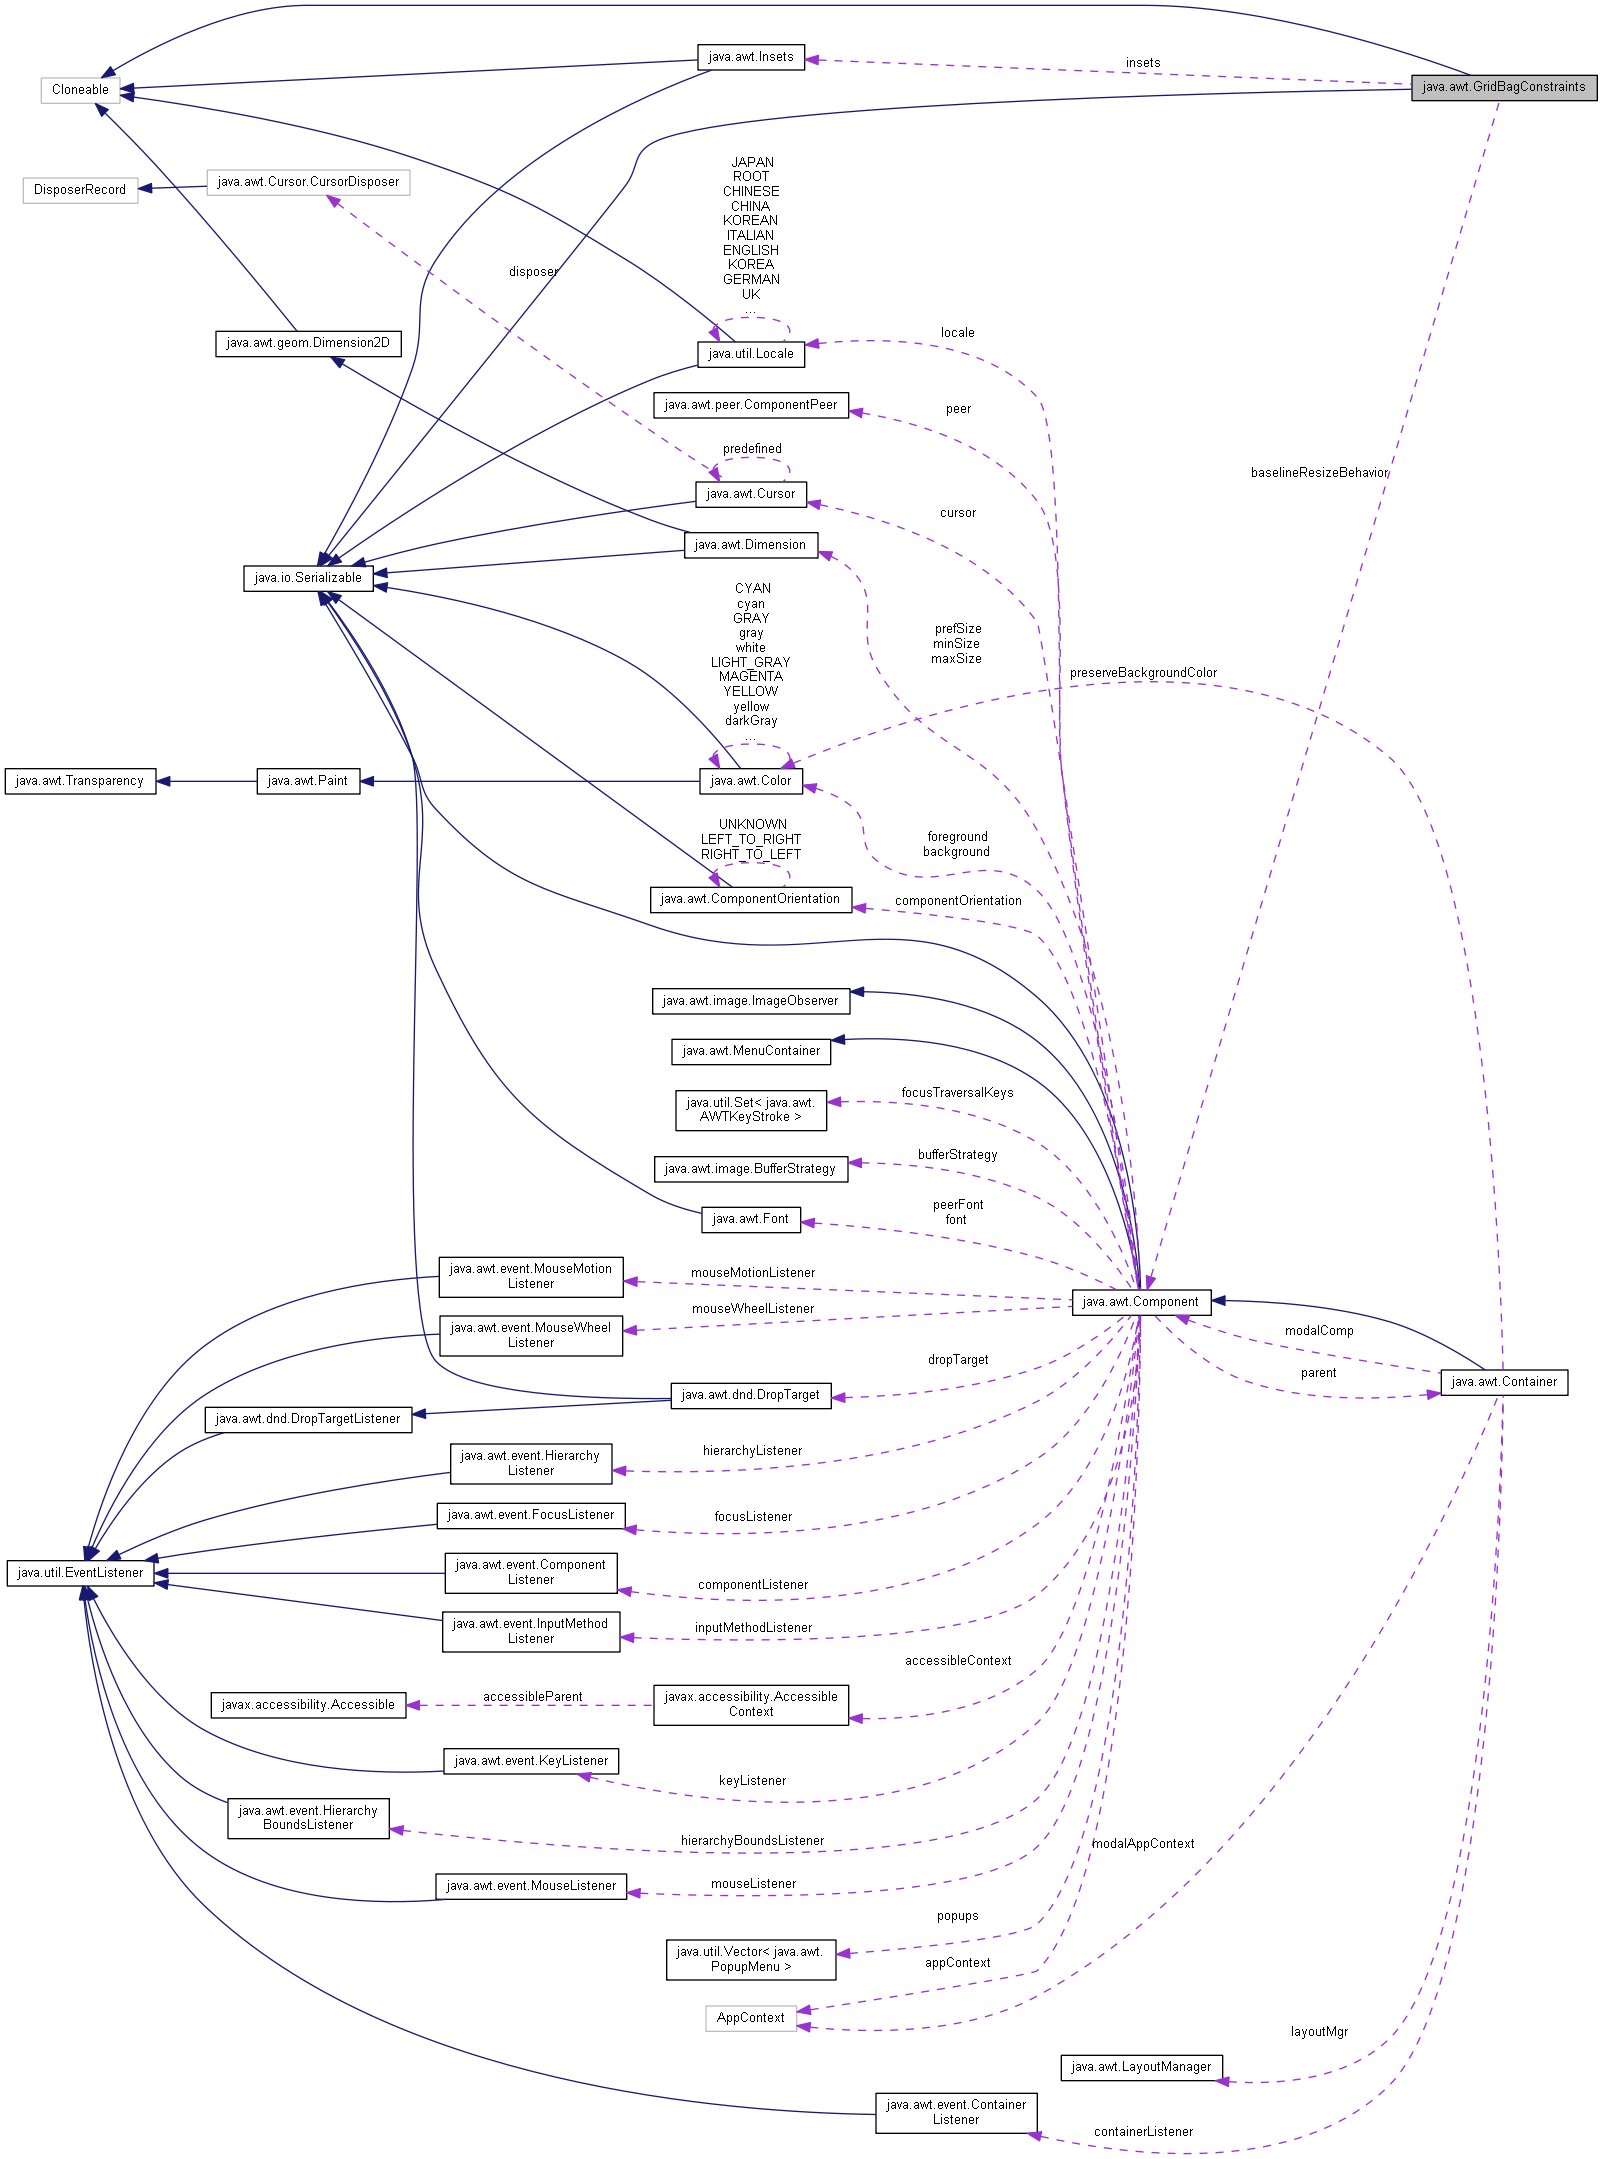 java.awt.Insets
insets
java.awt.GridBagConstraints
Cloneable
JAPAN
ROOT
CHINESE
CHINA
KOREAN
ITALIAN
ENGLISH
KOREA
GERMAN
UK
...
DisposerRecord
java.awt.Cursor.CursorDisposer
disposer
java.awt.geom.Dimension2D
java.util.Locale
locale
java.awt.peer.ComponentPeer
peer
predefined
baselineResizeBehavior
java.awt.Cursor
cursor
java.awt.Dimension
java.io.Serializable
CYAN
cyan
GRAY
gray
white
LIGHT_GRAY
MAGENTA
YELLOW
yellow
darkGray
...
prefSize
minSize
maxSize
preserveBackgroundColor
java.awt.Transparency
java.awt.Paint
java.awt.Color
UNKNOWN
LEFT_TO_RIGHT
RIGHT_TO_LEFT
foreground
background
java.awt.ComponentOrientation
componentOrientation
java.awt.image.ImageObserver
java.awt.MenuContainer
java.util.Set< java.awt.
AWTKeyStroke >
focusTraversalKeys
java.awt.image.BufferStrategy
bufferStrategy
java.awt.Font
peerFont
font
java.awt.event.MouseMotion
Listener
mouseMotionListener
java.awt.event.MouseWheel
Listener
mouseWheelListener
java.awt.Component
modalComp
parent
java.awt.Container
java.awt.dnd.DropTarget
dropTarget
java.awt.dnd.DropTargetListener
java.awt.event.Hierarchy
Listener
hierarchyListener
java.awt.event.FocusListener
focusListener
java.util.EventListener
java.awt.event.Component
Listener
componentListener
java.awt.event.InputMethod
Listener
inputMethodListener
accessibleContext
javax.accessibility.Accessible
accessibleParent
javax.accessibility.Accessible
Context
java.awt.event.KeyListener
keyListener
java.awt.event.Hierarchy
BoundsListener
hierarchyBoundsListener
modalAppContext
java.awt.event.MouseListener
mouseListener
java.util.Vector< java.awt.
PopupMenu >
popups
appContext
AppContext
layoutMgr
java.awt.LayoutManager
java.awt.event.Container
Listener
containerListener